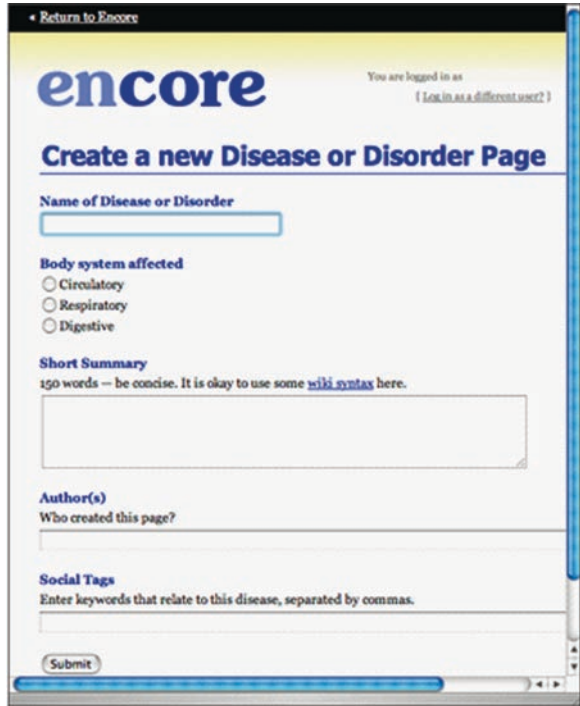 Return to Encore
encore
You are logged in as
[ Log in as a different user? ]
Create a new Disease or Disorder Page
Name of Disease or Disorder
Body system affected
Circulatory
Respiratory
Digestive
Short Summary
150 words — be concise. It is okay to use some wiki syntax here.
Author(s)
Who created this page?
Social Tags
Enter keywords that relate to this disease, separated by commas.
Submit